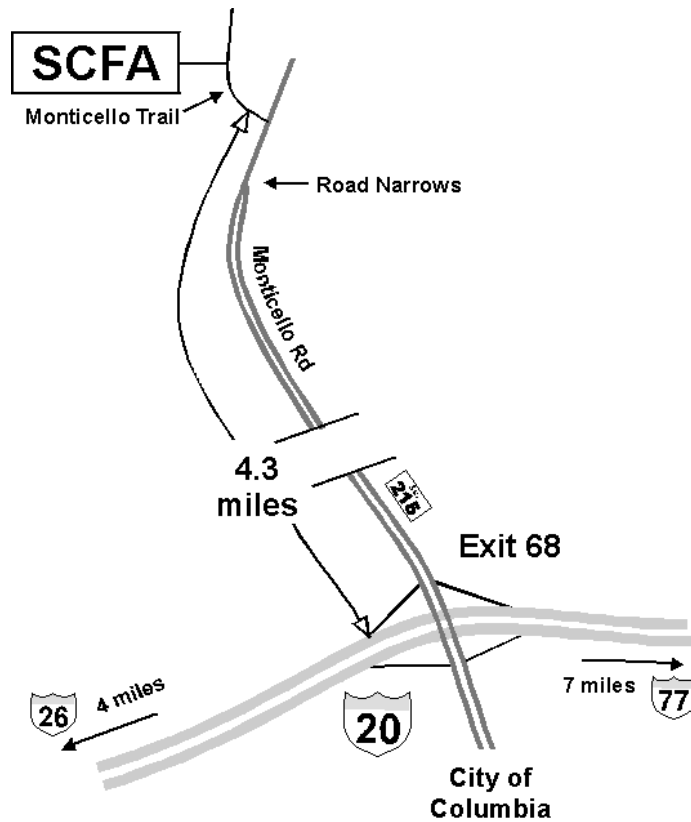 SCFA
Monticello Trail
Road Narrows
Monticello Rd
4.3
miles
S.C.
215
Exit 68
4 miles
26
20
7 miles
77
City of
Columbia